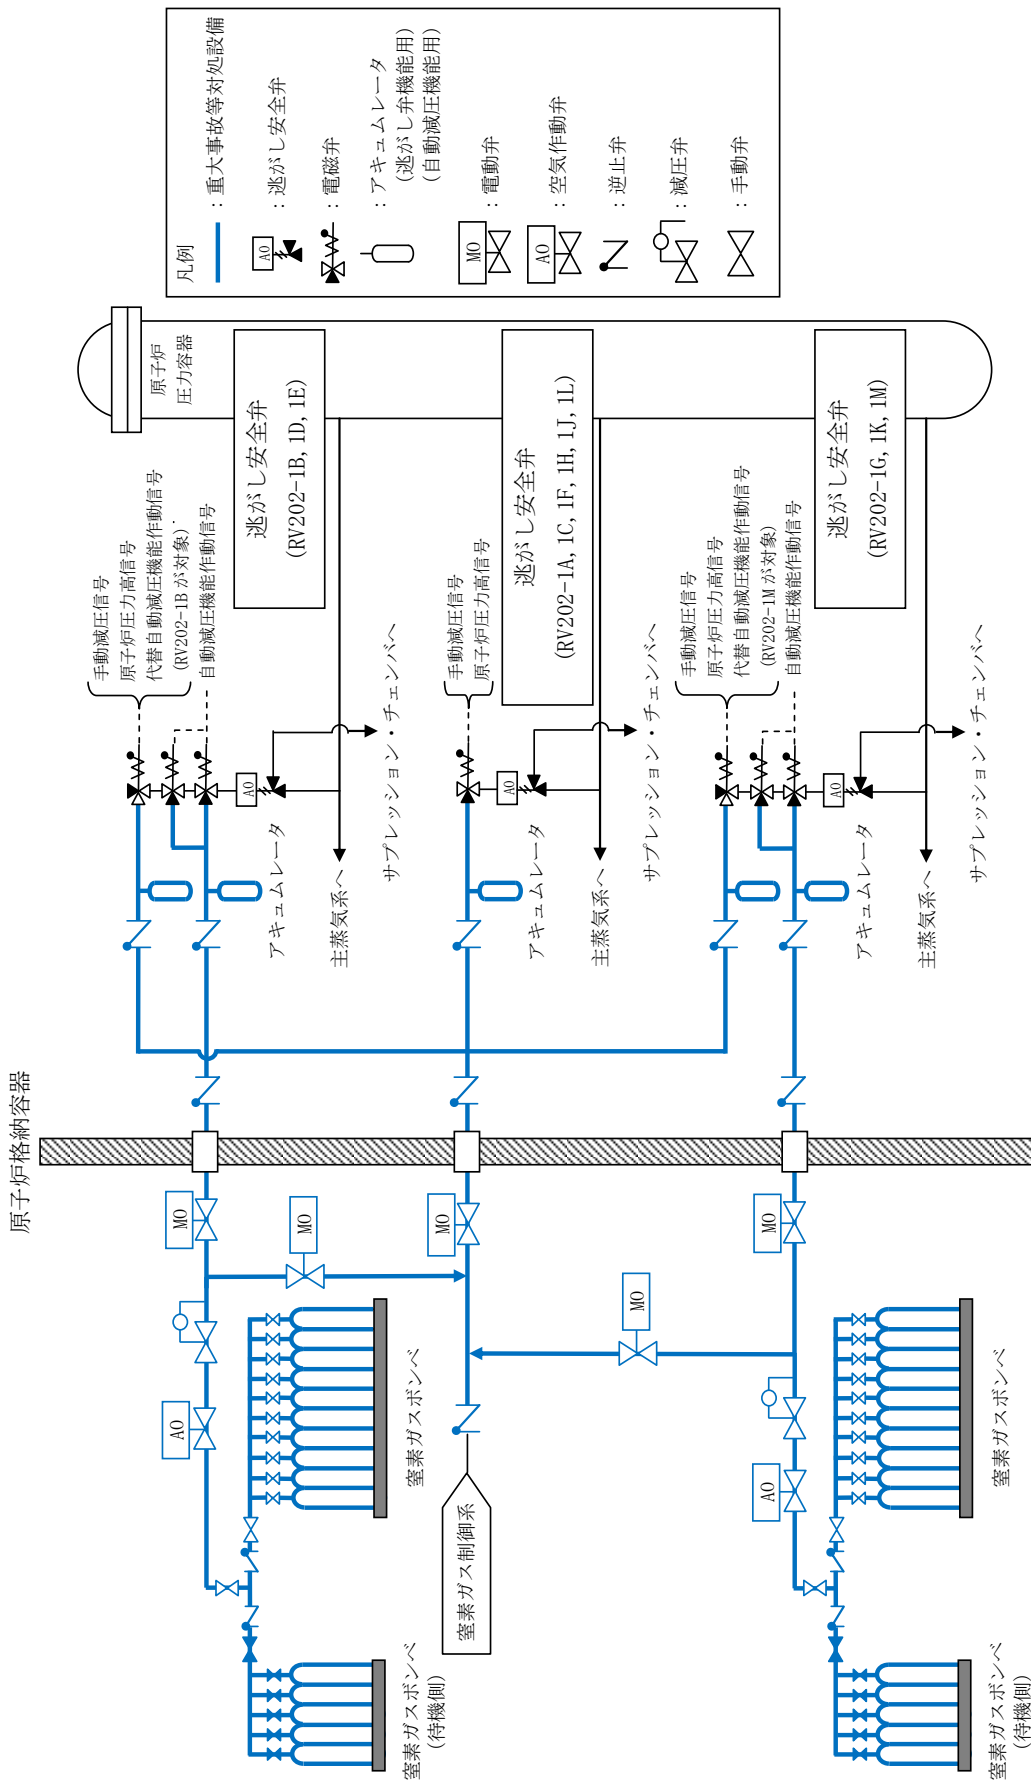 凡例
：重大事故等対処設備
AO
：逃がし安全弁
：電磁弁
：アキュムレータ
(逃がし弁機能用)
(自動減圧機能用)
MO
：電動弁
AO
：空気作動弁
：逆止弁
：減圧弁
：手動弁
原子炉格納容器
原子炉
圧力容器
手動減圧信号
原子炉圧力高信号
代替自動減圧機能作動信号
(RV202-1Bが対象)
自動減圧機能作動信号
逃がし安全弁
(RV202-1B, 1D, 1E)
AO
アキュムレータ
主蒸気系へ
サプレッション・チェンバへ
手動減圧信号
原子炉圧力高信号
逃がし安全弁
(RV202-1A, 1C, 1F, 1H, 1J, 1L)
AO
アキュムレータ
主蒸気系へ
サプレッション・チェンバへ
手動減圧信号
原子炉圧力高信号
代替自動減圧機能作動信号
(RV202-1Mが対象)
自動減圧機能作動信号
逃がし安全弁
(RV202-1G, 1K, 1M)
AO
アキュムレータ
主蒸気系へ
サプレッション・チェンバへ
MO
MO
AO
窒素ガスボンベ
窒素ガスボンベ
(待機側)
MO
窒素ガス制御系
MO
MO
AO
窒素ガスボンベ
窒素ガスボンベ
(待機側)